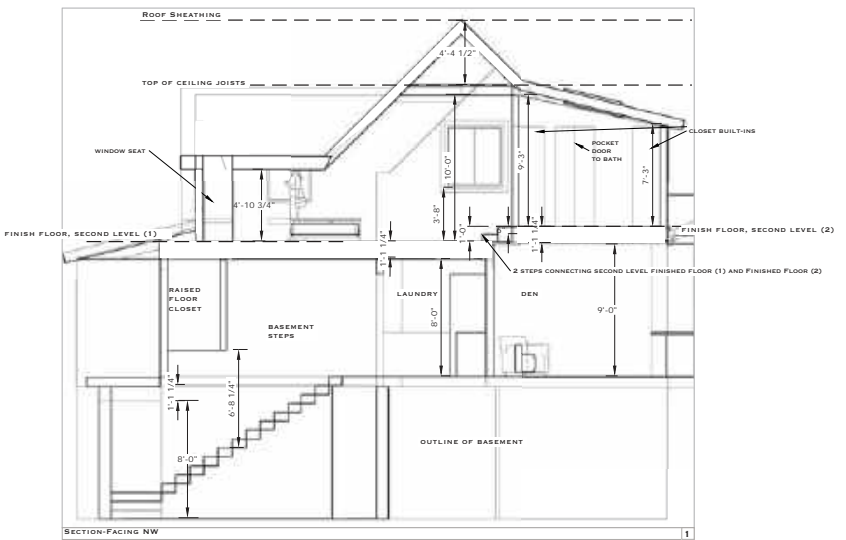 ROOF SHEATHING
4'-4 1/2"
TOP OF CEILING JOISTS
CLOSET BUILT-INS
POCKET
DOOR
TO BATH
WINDOW SEAT
10'-0"
9'-3"
7'-3"
4'-10 3/4"
3'-8"
FINISH FLOOR, SECOND LEVEL (1)
FINISH FLOOR, SECOND LEVEL (2)
1'-0"
1'-1 1/4"
1'-1 1/4"
2 STEPS CONNECTING SECOND LEVEL FINISHED FLOOR (1) AND FINISHED FLOOR (2)
RAISED
FLOOR
CLOSET
LAUNDRY
DEN
8'-0"
9'-0"
BASEMENT
STEPS
1'-1 1/4"
6'-8 1/4"
8'-0"
OUTLINE OF BASEMENT
SECTION-FACING NW
1